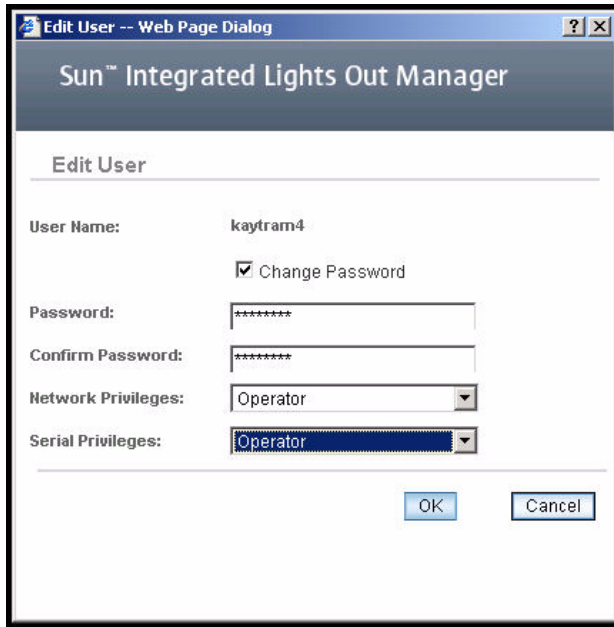 Edit User -- Web Page Dialog ? X
Sun™ Integrated Lights Out Manager
Edit User
User Name: kaytram4
Change Password
Password: ********
Confirm Password: ********
Network Privileges: Operator
Serial Privileges: Operator
OK Cancel